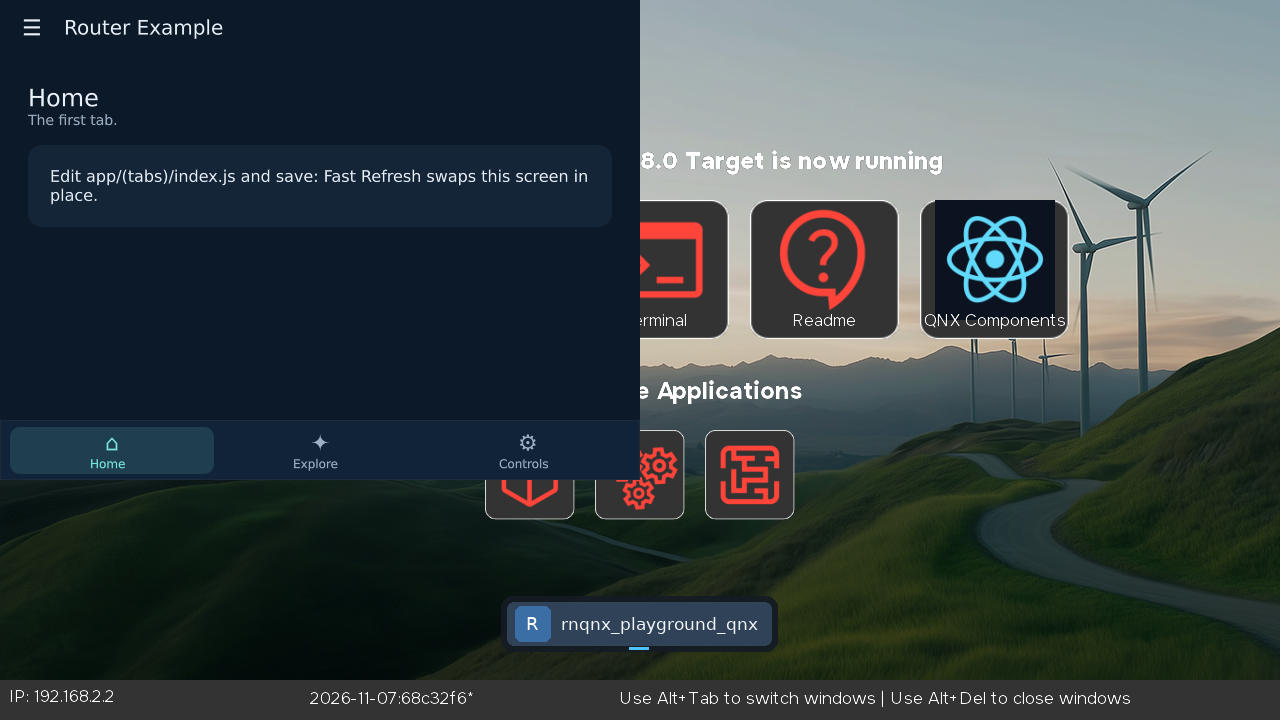 ☰ Router Example
Home
The first tab.
Edit app/(tabs)/index.js and save: Fast Refresh swaps this screen in
place.
8.0 Target is now running
erminal
Readme
QNX Components
e Applications
Home
Explore
Controls
R rnqnx_playground_qnx
IP: 192.168.2.2
2026-11-07:68c32f6*
Use Alt+Tab to switch windows | Use Alt+Del to close windows